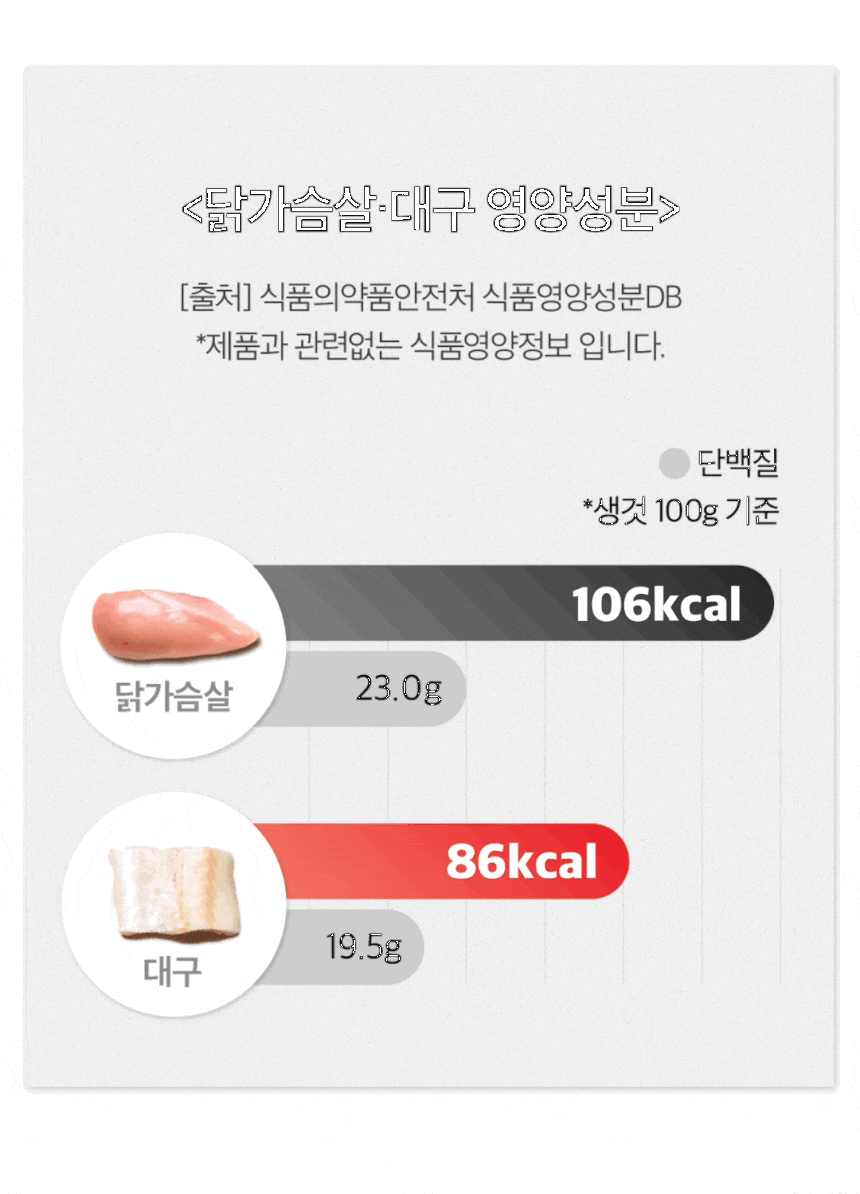 <닭가슴살·대구 영양성분>
[출처] 식품의약품안전처 식품영양성분DB
*제품과 관련없는 식품영양정보 입니다.
단백질
*생것 100g 기준
106kcal
23.0g
닭가슴살
86kcal
19.5g
대구